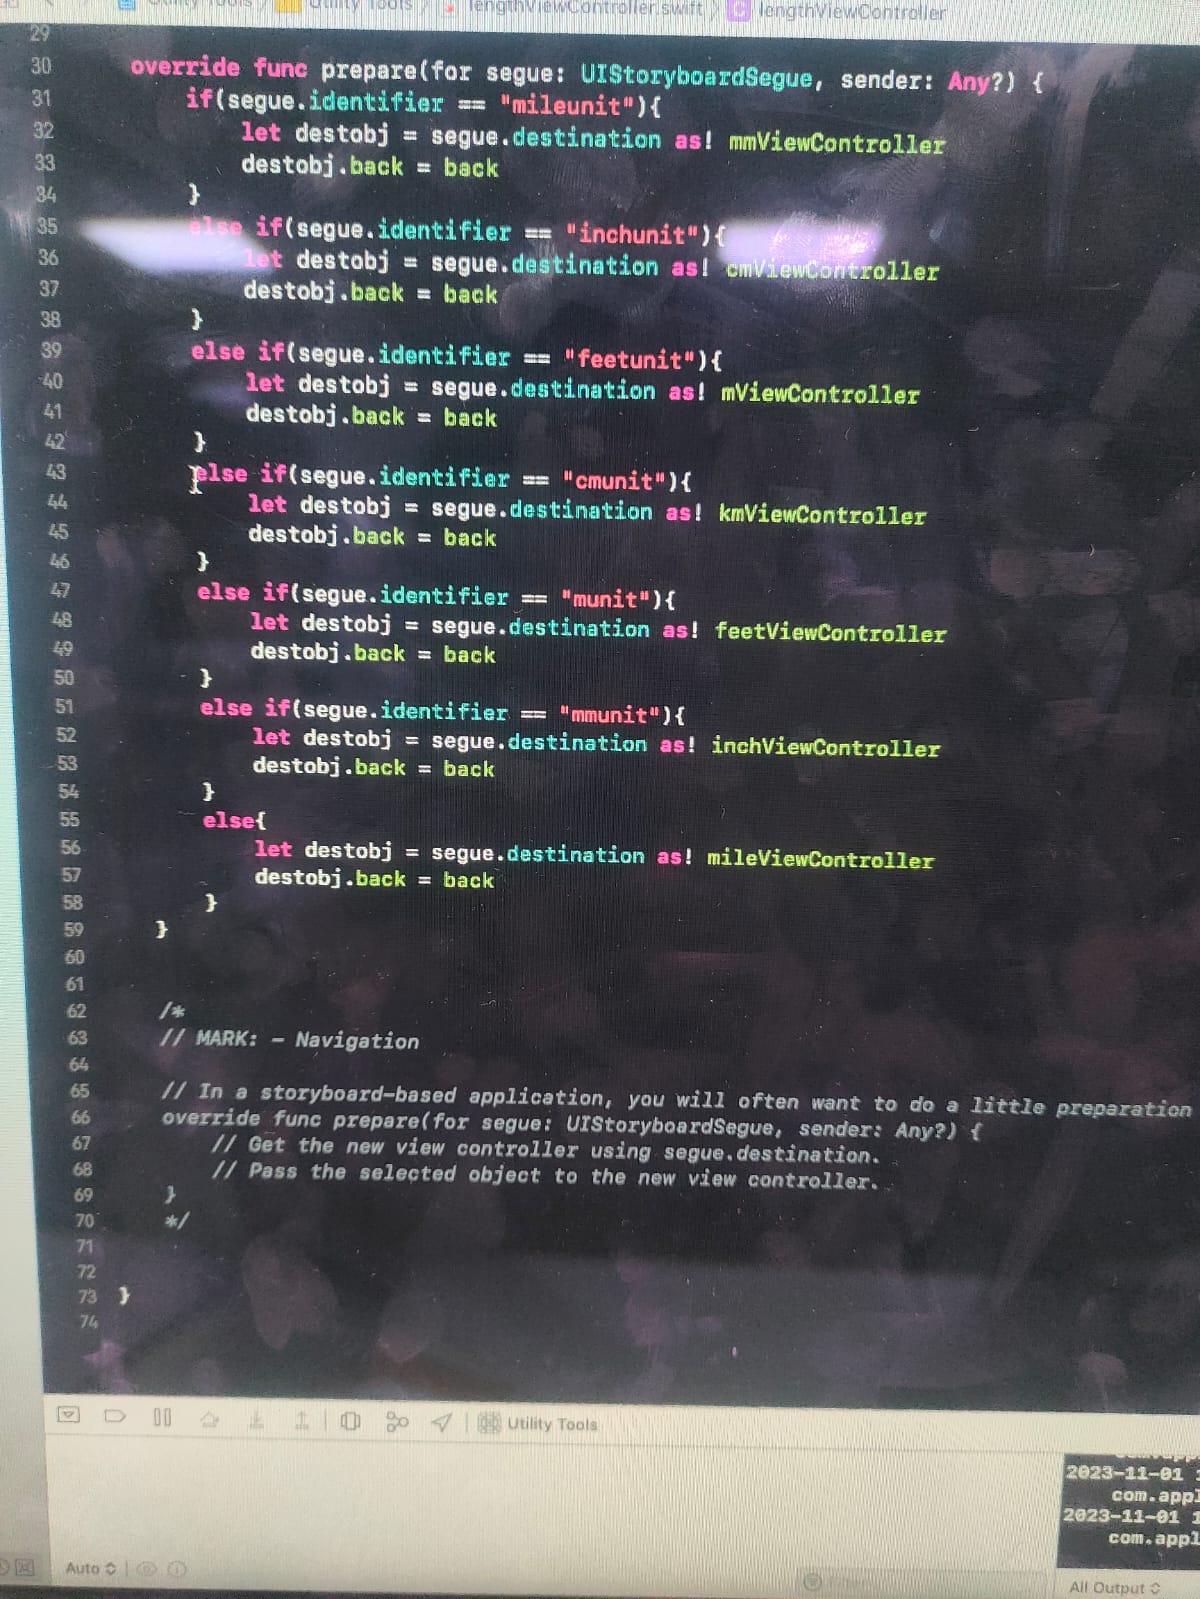 Utility Tools Utility Tools lengthViewController.swift C lengthViewController
29
30 override func prepare(for segue: UIStoryboardSegue, sender: Any?) {
31 if(segue.identifier == "mileunit"){
32 let destobj = segue.destination as! mmViewController
33 destobj.back = back
34 }
35 else if(segue.identifier == "inchunit"){
36 let destobj = segue.destination as! cmViewController
37 destobj.back = back
38 }
39 else if(segue.identifier == "feetunit"){
40 let destobj = segue.destination as! mViewController
41 destobj.back = back
42 }
43 else if(segue.identifier == "cmunit"){
44 let destobj = segue.destination as! kmViewController
45 destobj.back = back
46 }
47 else if(segue.identifier == "munit"){
48 let destobj = segue.destination as! feetViewController
49 destobj.back = back
50 }
51 else if(segue.identifier == "mmunit"){
52 let destobj = segue.destination as! inchViewController
53 destobj.back = back
54 }
55 else{
56 let destobj = segue.destination as! mileViewController
57 destobj.back = back
58 }
59 }
60
61
62 /*
63 // MARK: - Navigation
64
65 // In a storyboard-based application, you will often want to do a little preparation
66 override func prepare(for segue: UIStoryboardSegue, sender: Any?) {
67 // Get the new view controller using segue.destination.
68 // Pass the selected object to the new view controller.
69 }
70 */
71
72
73 }
74
Utility Tools
2023-11-01 1
com.appl
2023-11-01 1
com.appl
Auto
All Output